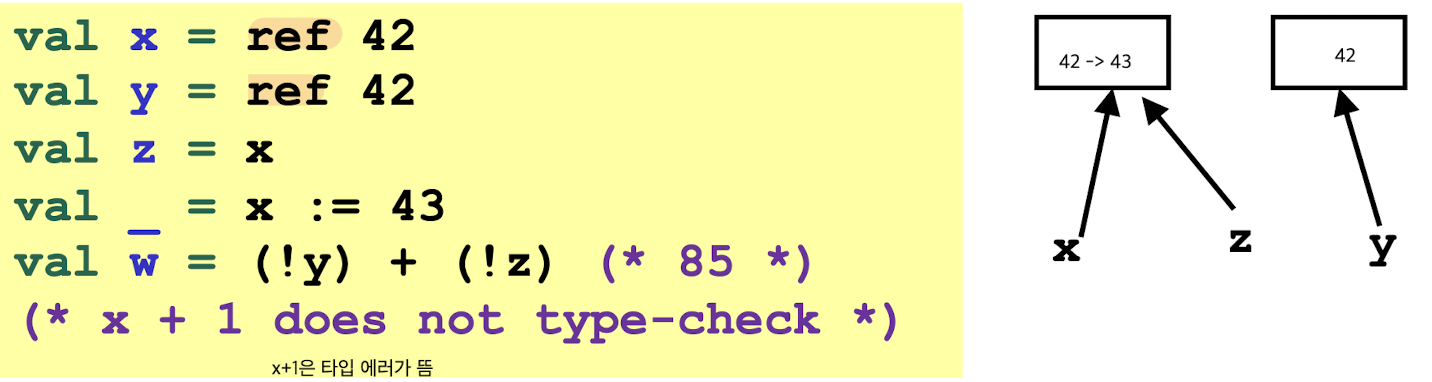 val x = ref 42
val y = ref 42
val z = x
val _ = x := 43
val w = (!y) + (!z) (* 85 *)
(* x + 1 does not type-check *)
x+1은 타입 에러가 뜸
42 -> 43
42
x
z
y